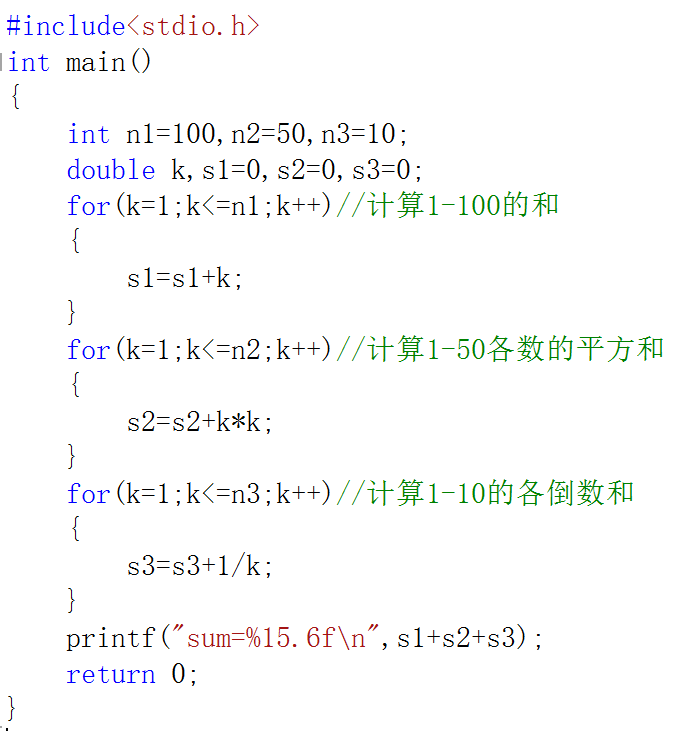 #include<stdio.h>
int main()
{
    int n1=100,n2=50,n3=10;
    double k,s1=0,s2=0,s3=0;
    for(k=1;k<=n1;k++)//计算1-100的和
    {
        s1=s1+k;
    }
    for(k=1;k<=n2;k++)//计算1-50各数的平方和
    {
        s2=s2+k*k;
    }
    for(k=1;k<=n3;k++)//计算1-10的各倒数和
    {
        s3=s3+1/k;
    }
    printf("sum=%15.6f\n",s1+s2+s3);
    return 0;
}